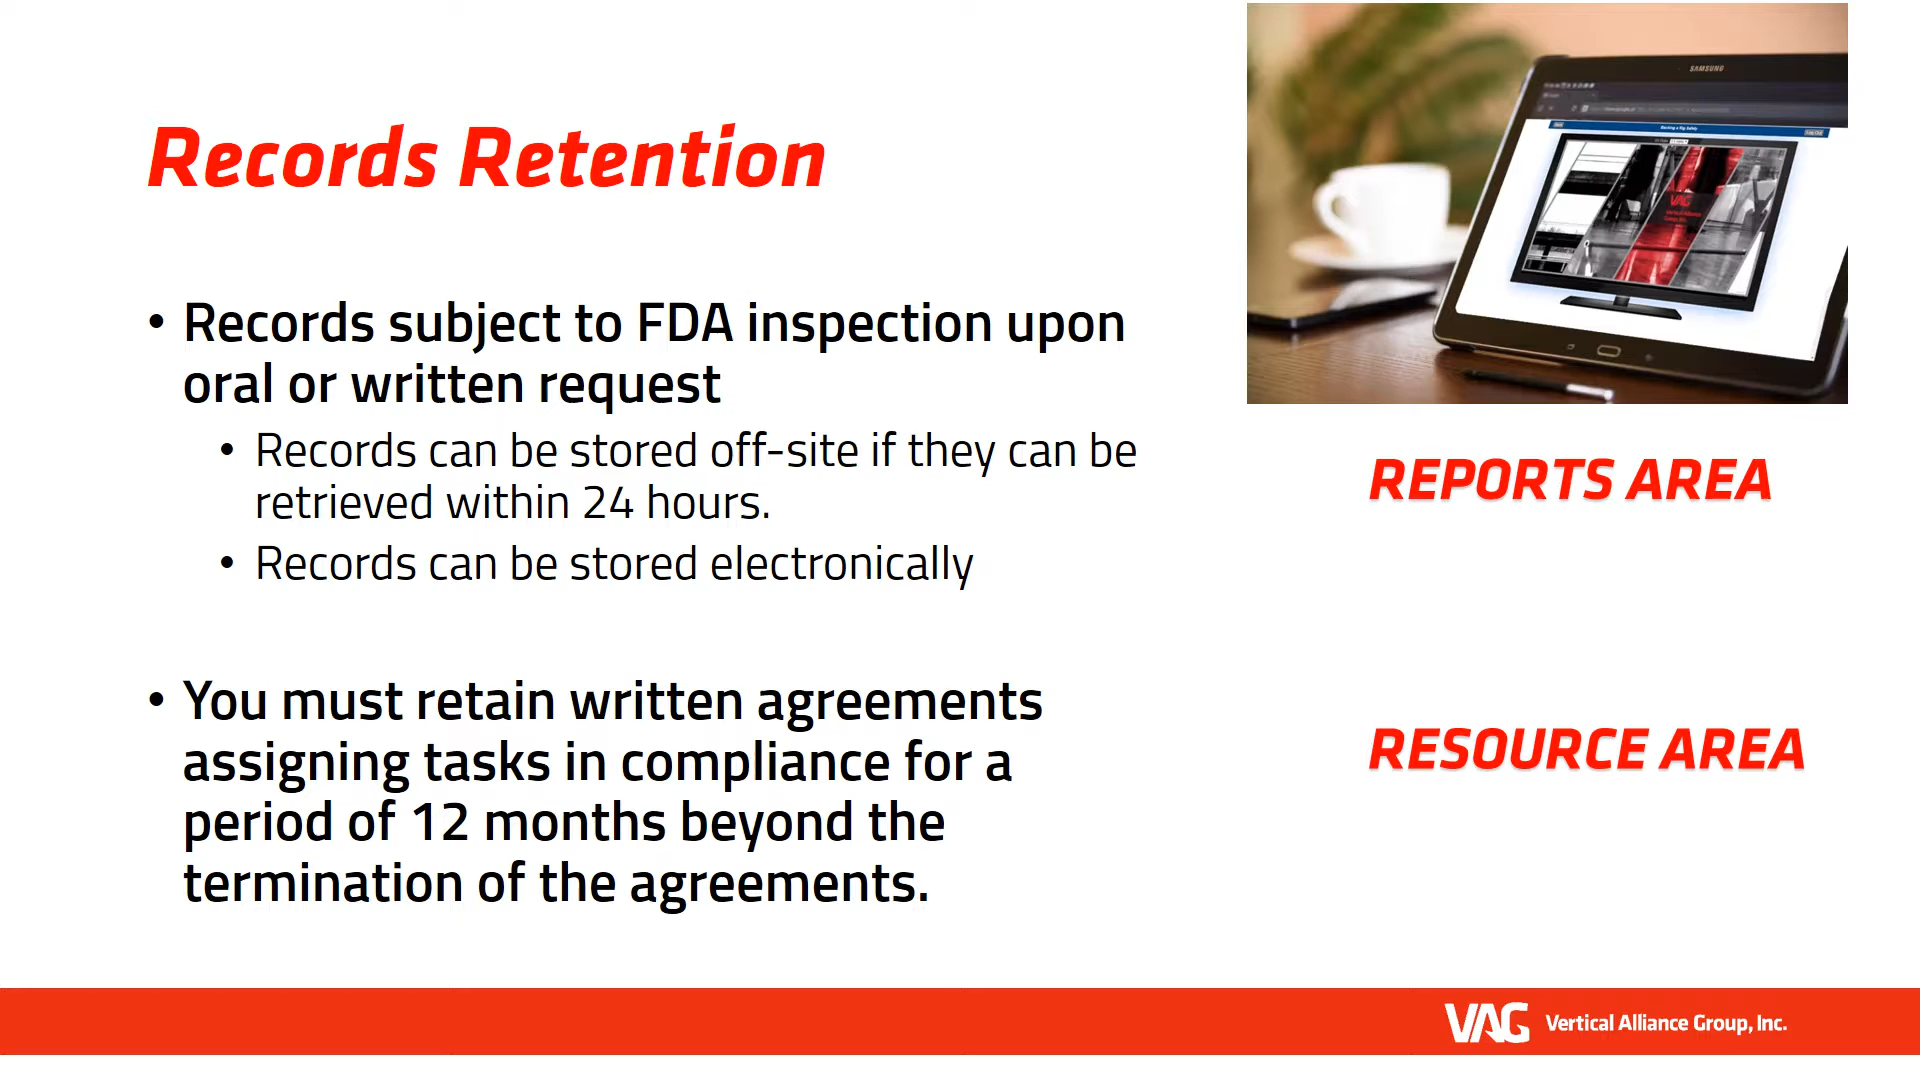 Records Retention
• Records subject to FDA inspection upon
oral or written request
• Records can be stored off-site if they can be
retrieved within 24 hours.
• Records can be stored electronically
• You must retain written agreements
assigning tasks in compliance for a
period of 12 months beyond the
termination of the agreements.
SAMSUNG
VAG
REPORTS AREA
RESOURCE AREA
VAG Vertical Alliance Group, Inc.